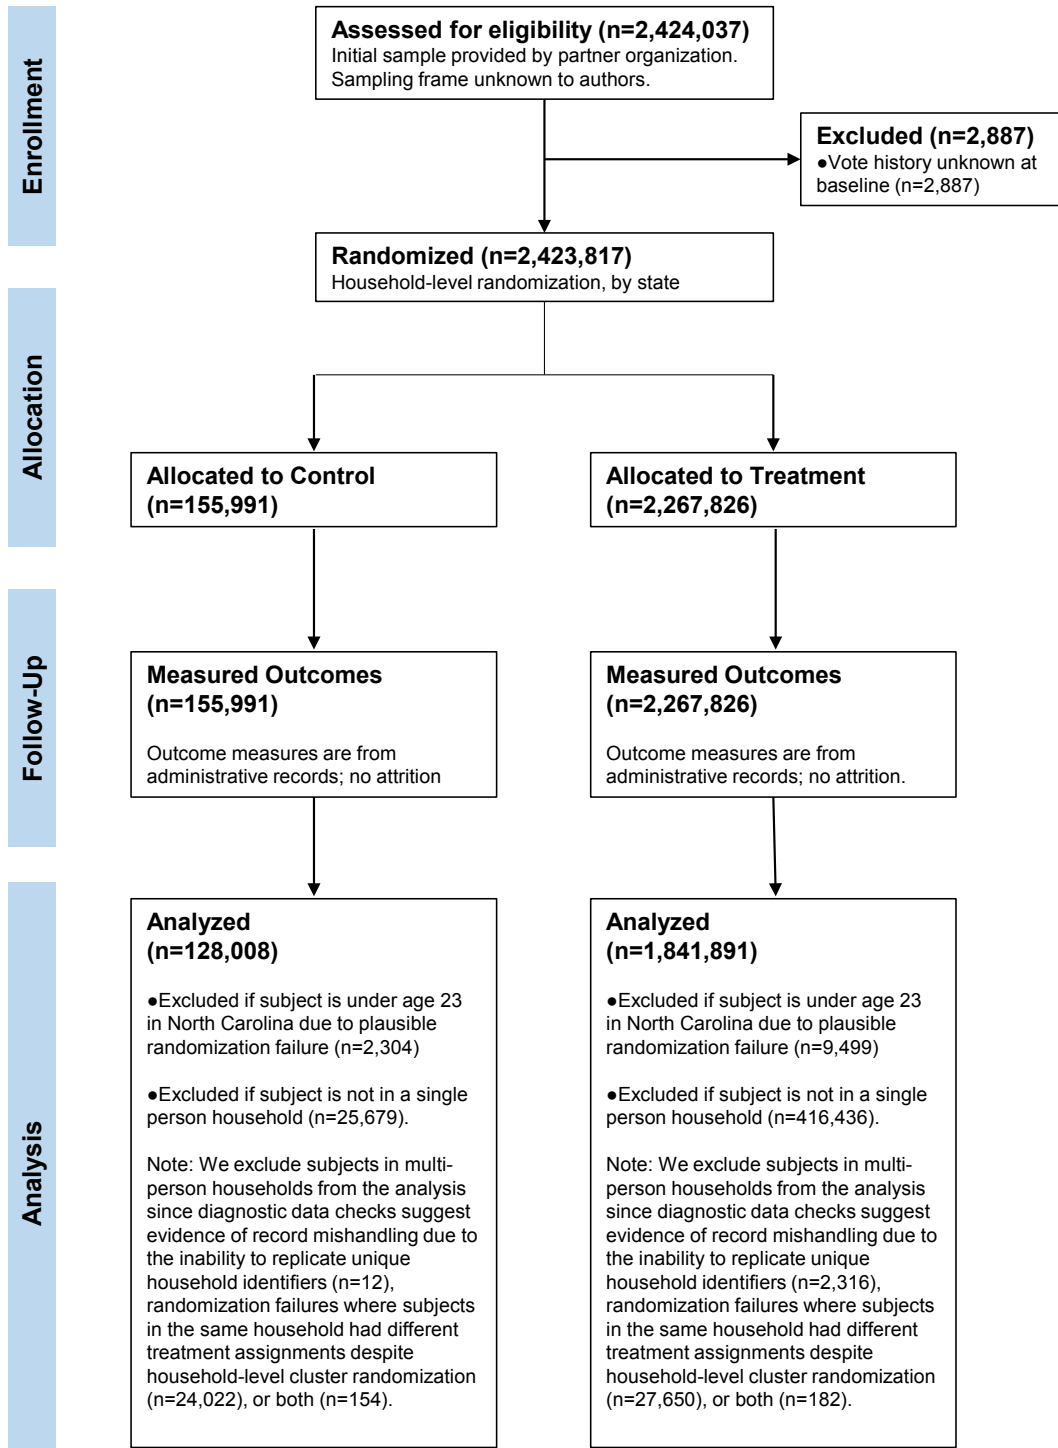 Enrollment
Assessed for eligibility (n=2,424,037)
Initial sample provided by partner organization.
Sampling frame unknown to authors.
Excluded (n=2,887)
●Vote history unknown at
baseline (n=2,887)
Randomized (n=2,423,817)
Household-level randomization, by state
Allocation
Allocated to Control
(n=155,991)
Allocated to Treatment
(n=2,267,826)
Follow-Up
Measured Outcomes
(n=155,991)
Outcome measures are from
administrative records; no attrition
Measured Outcomes
(n=2,267,826)
Outcome measures are from
administrative records; no attrition.
Analysis
Analyzed
(n=128,008)
●Excluded if subject is under age 23
in North Carolina due to plausible
randomization failure (n=2,304)
●Excluded if subject is not in a single
person household (n=25,679).
Note: We exclude subjects in multi-
person households from the analysis
since diagnostic data checks suggest
evidence of record mishandling due to
the inability to replicate unique
household identifiers (n=12),
randomization failures where subjects
in the same household had different
treatment assignments despite
household-level cluster randomization
(n=24,022), or both (n=154).
Analyzed
(n=1,841,891)
●Excluded if subject is under age 23
in North Carolina due to plausible
randomization failure (n=9,499)
●Excluded if subject is not in a single
person household (n=416,436).
Note: We exclude subjects in multi-
person households from the analysis
since diagnostic data checks suggest
evidence of record mishandling due to
the inability to replicate unique
household identifiers (n=2,316),
randomization failures where subjects
in the same household had different
treatment assignments despite
household-level cluster randomization
(n=27,650), or both (n=182).